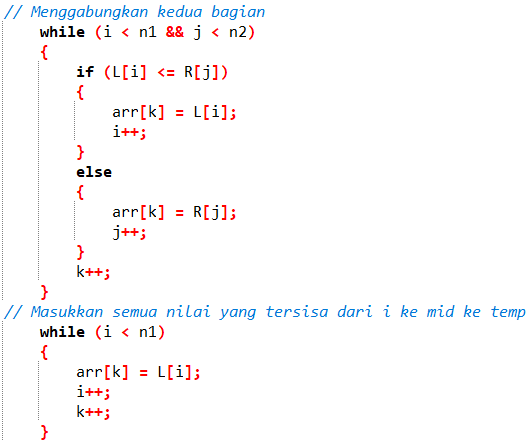 // Menggabungkan kedua bagian
while (i < n1 && j < n2)
{
if (L[i] <= R[j])
{
arr[k] = L[i];
i++;
}
else
{
arr[k] = R[j];
j++;
}
k++;
}
// Masukkan semua nilai yang tersisa dari i ke mid ke temp
while (i < n1)
{
arr[k] = L[i];
i++;
k++;
}